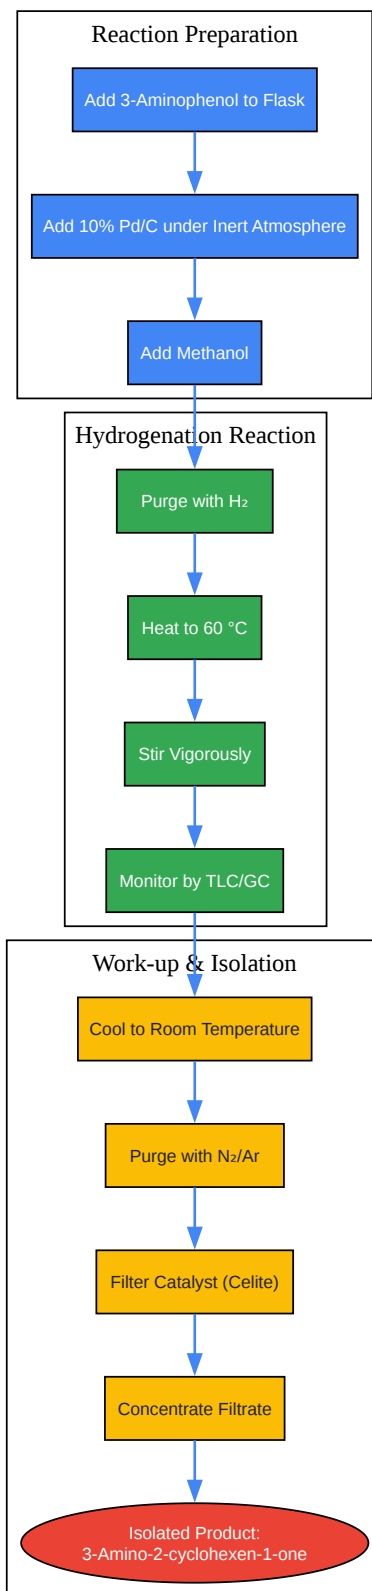 Reaction Preparation
Add 3-Aminophenol to Flask
Add 10% Pd/C under Inert Atmosphere
Add Methanol
Hydrogenation Reaction
Purge with H₂
Heat to 60 °C
Stir Vigorously
Monitor by TLC/GC
Work-up & Isolation
Cool to Room Temperature
Purge with N₂/Ar
Filter Catalyst (Celite)
Concentrate Filtrate
Isolated Product:
3-Amino-2-cyclohexen-1-one